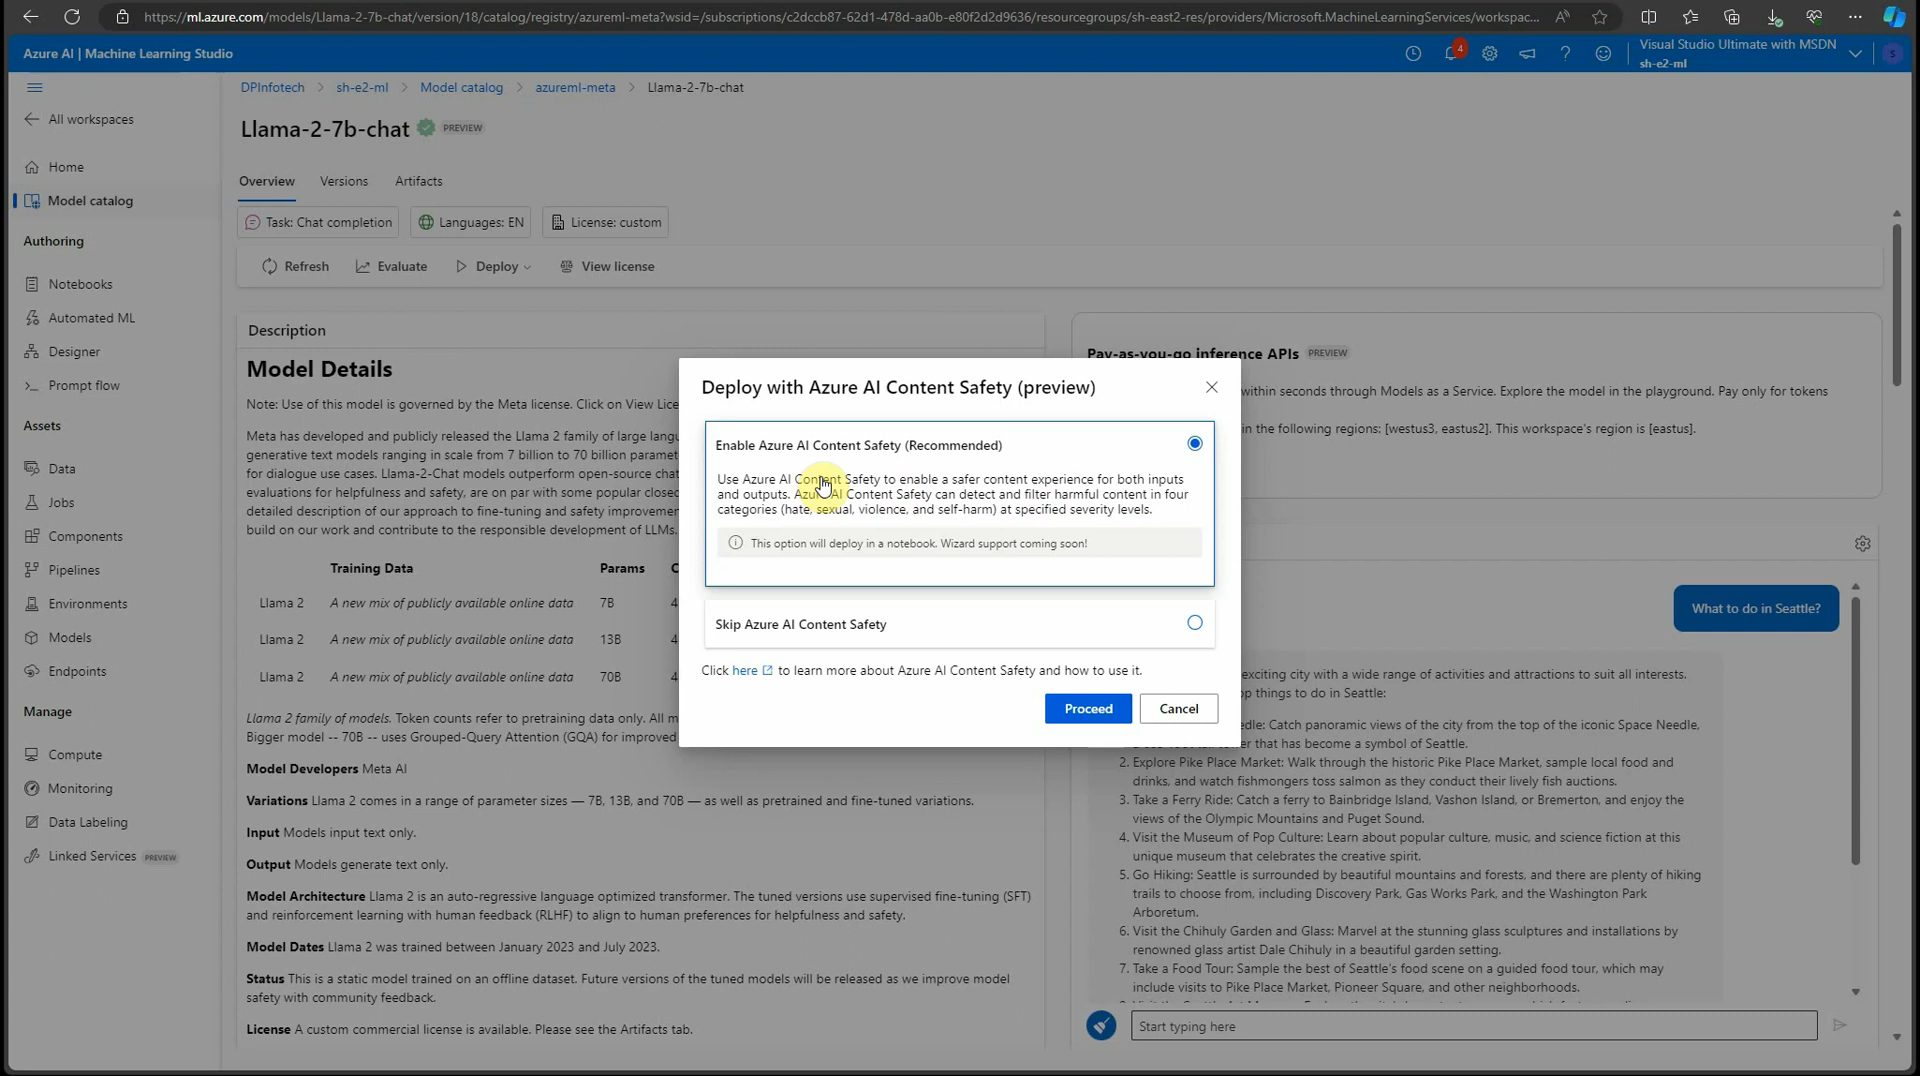 https://ml.azure.com/models/Llama-2-7b-chat/version/18/catalog/registry/azureml-meta?wsid=/subscriptions/c2dccb87-62d1-478d-aa0b-e80f2d2d9636/resourcegroups/sh-east2-res/providers/Microsoft.MachineLearningServices/workspac...
Azure AI | Machine Learning Studio
4
Visual Studio Ultimate with MSDN
sh-e2-ml
S
DPInfotech > sh-e2-ml > Model catalog > azureml-meta > Llama-2-7b-chat
All workspaces
Home
Model catalog
Authoring
Notebooks
Automated ML
Designer
Prompt flow
Assets
Data
Jobs
Components
Pipelines
Environments
Models
Endpoints
Manage
Compute
Monitoring
Data Labeling
Linked Services PREVIEW
Llama-2-7b-chat PREVIEW
Overview Versions Artifacts
Task: Chat completion Languages: EN License: custom
Refresh Evaluate Deploy View license
Description
Model Details
Note: Use of this model is governed by the Meta license. Click on View Lice
Meta has developed and publicly released the Llama 2 family of large langu
generative text models ranging in scale from 7 billion to 70 billion paramet
for dialogue use cases. Llama-2-Chat models outperform open-source chat
evaluations for helpfulness and safety, are on par with some popular closed
detailed description of our approach to fine-tuning and safety improvemen
build on our work and contribute to the responsible development of LLMs.
Training Data Params C
Llama 2 A new mix of publicly available online data 7B 4
Llama 2 A new mix of publicly available online data 13B 4
Llama 2 A new mix of publicly available online data 70B 4
Llama 2 family of models. Token counts refer to pretraining data only. All m
Bigger model -- 70B -- uses Grouped-Query Attention (GQA) for improved
Model Developers Meta AI
Variations Llama 2 comes in a range of parameter sizes — 7B, 13B, and 70B — as well as pretrained and fine-tuned variations.
Input Models input text only.
Output Models generate text only.
Model Architecture Llama 2 is an auto-regressive language optimized transformer. The tuned versions use supervised fine-tuning (SFT)
and reinforcement learning with human feedback (RLHF) to align to human preferences for helpfulness and safety.
Model Dates Llama 2 was trained between January 2023 and July 2023.
Status This is a static model trained on an offline dataset. Future versions of the tuned models will be released as we improve model
safety with community feedback.
License A custom commercial license is available. Please see the Artifacts tab.
Deploy with Azure AI Content Safety (preview)
Enable Azure AI Content Safety (Recommended)
Use Azure AI Content Safety to enable a safer content experience for both inputs
and outputs. Azure AI Content Safety can detect and filter harmful content in four
categories (hate, sexual, violence, and self-harm) at specified severity levels.
This option will deploy in a notebook. Wizard support coming soon!
Skip Azure AI Content Safety
Click here to learn more about Azure AI Content Safety and how to use it.
Proceed Cancel
Pay-as-you-go inference APIs PREVIEW
within seconds through Models as a Service. Explore the model in the playground. Pay only for tokens
in the following regions: [westus3, eastus2]. This workspace's region is [eastus].
What to do in Seattle?
exciting city with a wide range of activities and attractions to suit all interests.
op things to do in Seattle:
edle: Catch panoramic views of the city from the top of the iconic Space Needle,
er that has become a symbol of Seattle.
2. Explore Pike Place Market: Walk through the historic Pike Place Market, sample local food and
drinks, and watch fishmongers toss salmon as they conduct their lively fish auctions.
3. Take a Ferry Ride: Catch a ferry to Bainbridge Island, Vashon Island, or Bremerton, and enjoy the
views of the Olympic Mountains and Puget Sound.
4. Visit the Museum of Pop Culture: Learn about popular culture, music, and science fiction at this
unique museum that celebrates the creative spirit.
5. Go Hiking: Seattle is surrounded by beautiful mountains and forests, and there are plenty of hiking
trails to choose from, including Discovery Park, Gas Works Park, and the Washington Park
Arboretum.
6. Visit the Chihuly Garden and Glass: Marvel at the stunning glass sculptures and installations by
renowned glass artist Dale Chihuly in a beautiful garden setting.
7. Take a Food Tour: Sample the best of Seattle's food scene on a guided food tour, which may
include visits to Pike Place Market, Pioneer Square, and other neighborhoods.
Start typing here